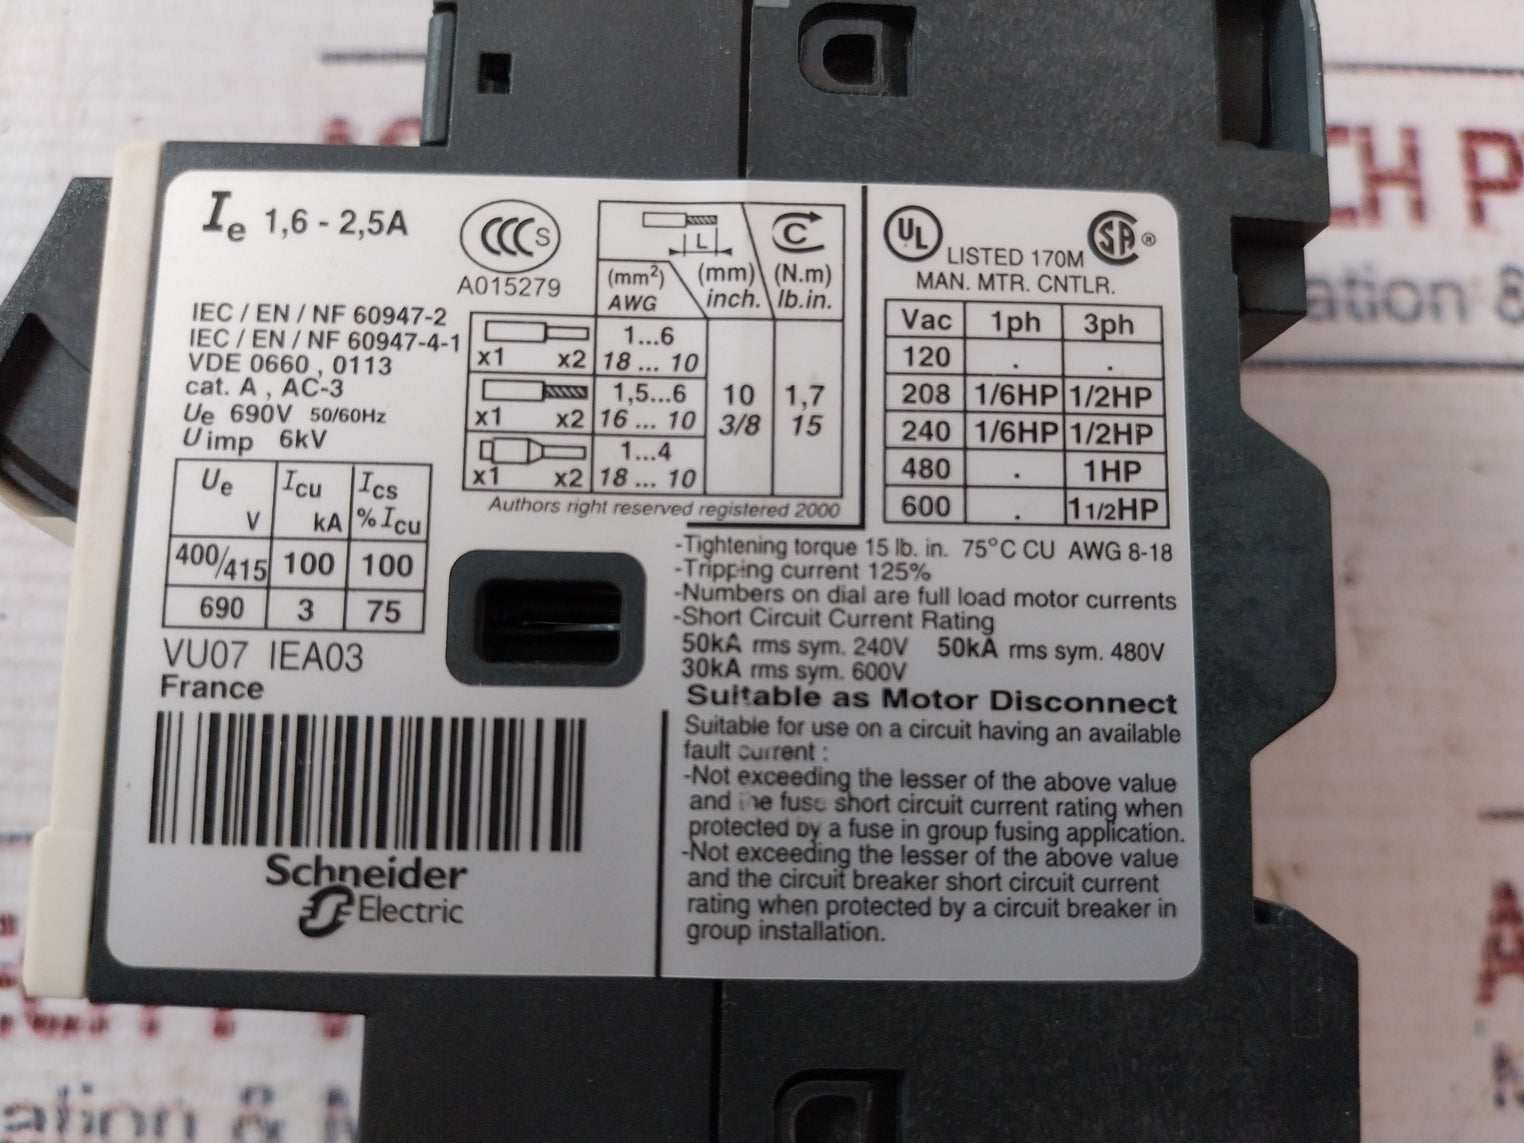 Ie 1,6 - 2,5A
CCC S
A015279
IEC / EN / NF 60947-2
IEC / EN / NF 60947-4-1
VDE 0660 , 0113
cat. A , AC-3
Ue 690V 50/60Hz
U imp 6kV
Ue V Icu kA Ics % Icu
400/415 100 100
690 3 75
VU07 IEA03
France
Schneider
Electric
L C
(mm²) (mm) (N.m)
AWG inch. lb.in.
x1 x2 1...6
18 ... 10
x1 x2 1,5...6 10 1,7
16 ... 10 3/8 15
x1 x2 1...4
18 ... 10
Authors right reserved registered 2000
UL LISTED 170M SA ®
MAN. MTR. CNTLR.
Vac 1ph 3ph
120 . .
208 1/6HP 1/2HP
240 1/6HP 1/2HP
480 . 1HP
600 . 1 1/2HP
-Tightening torque 15 lb. in. 75°C CU AWG 8-18
-Tripping current 125%
-Numbers on dial are full load motor currents
-Short Circuit Current Rating
50kA rms sym. 240V 50kA rms sym. 480V
30kA rms sym. 600V
Suitable as Motor Disconnect
Suitable for use on a circuit having an available
fault current :
-Not exceeding the lesser of the above value
and the fuse short circuit current rating when
protected by a fuse in group fusing application.
-Not exceeding the lesser of the above value
and the circuit breaker short circuit current
rating when protected by a circuit breaker in
group installation.